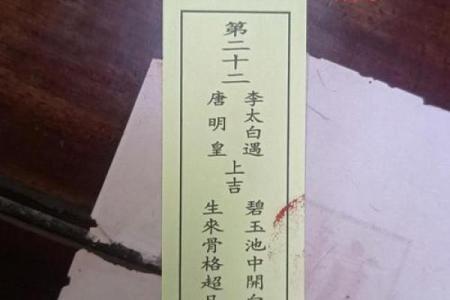 第二十二
李太白遇
唐明皇
上吉
碧玉池中開
生來骨格超